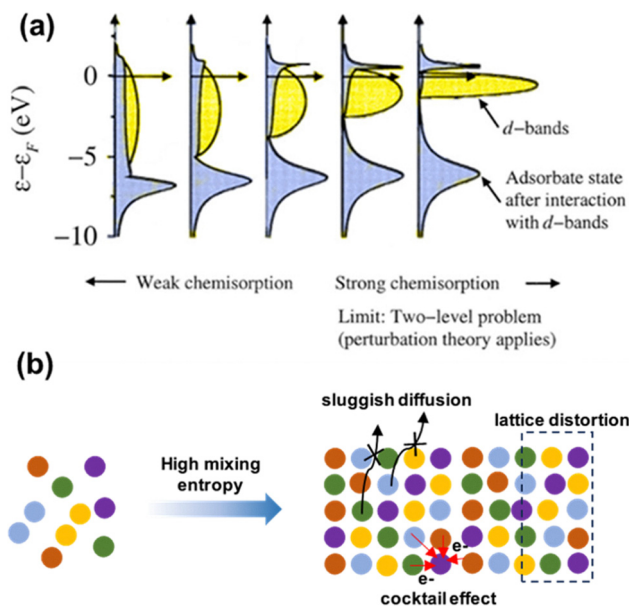 (a)
ε−ε_F (eV)
0
−5
−10
d−bands
Adsorbate state
after interaction
with d−bands
Weak chemisorption
Strong chemisorption
Limit: Two−level problem
(perturbation theory applies)
(b)
High mixing
entropy
sluggish diffusion
lattice distortion
e-
e-
cocktail effect